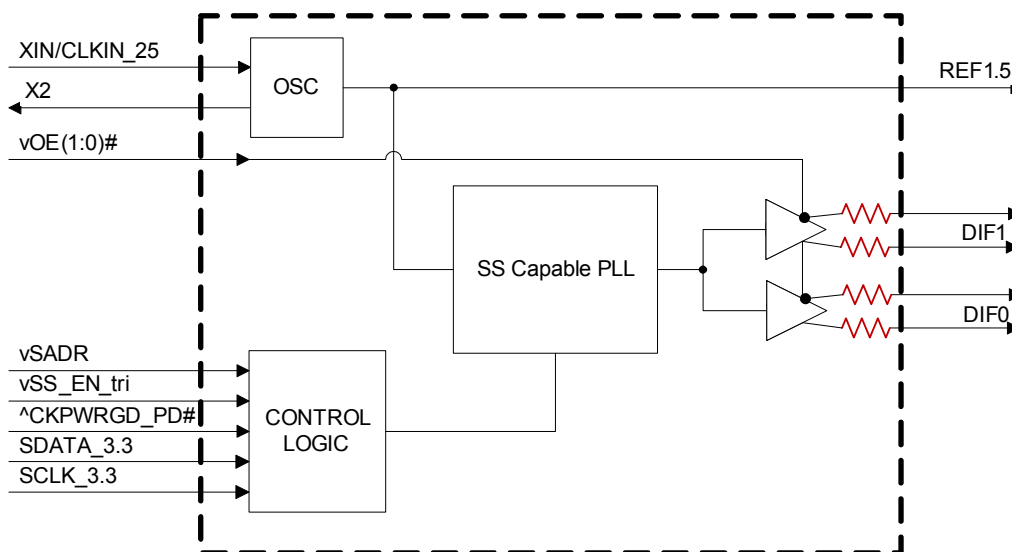 XIN/CLKIN_25
X2
vOE(1:0)#
OSC
REF1.5
SS Capable PLL
DIF1
DIF0
vSADR
vSS_EN_tri
^CKPWRGD_PD#
SDATA_3.3
SCLK_3.3
CONTROL
LOGIC